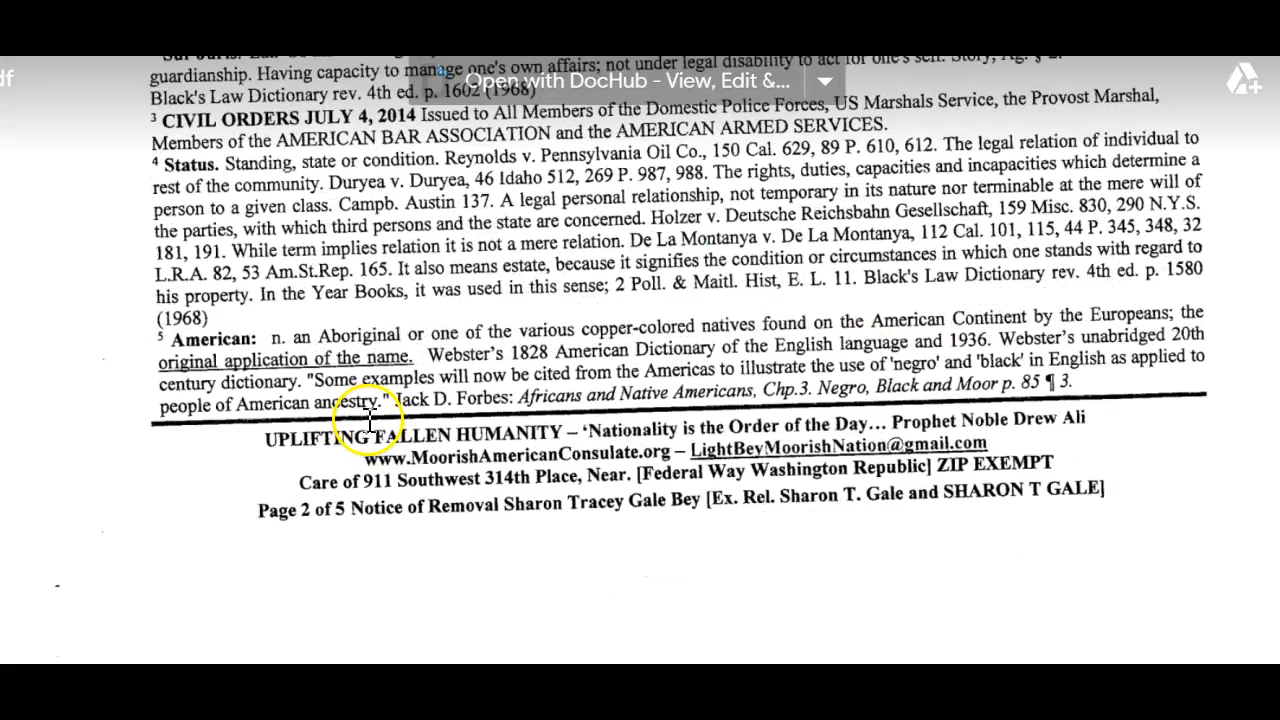 guardianship. Having capacity to manage one's own affairs; not under legal disability to act for one's self. Story, Ag. §
Black's Law Dictionary rev. 4th ed. p. 1602 (1968)
df
Open with DocHub - View, Edit &...
³ CIVIL ORDERS JULY 4, 2014 Issued to All Members of the Domestic Police Forces, US Marshals Service, the Provost Marshal,
Members of the AMERICAN BAR ASSOCIATION and the AMERICAN ARMED SERVICES.
⁴ Status. Standing, state or condition. Reynolds v. Pennsylvania Oil Co., 150 Cal. 629, 89 P. 610, 612. The legal relation of individual to
rest of the community. Duryea v. Duryea, 46 Idaho 512, 269 P. 987, 988. The rights, duties, capacities and incapacities which determine a
person to a given class. Campb. Austin 137. A legal personal relationship, not temporary in its nature nor terminable at the mere will of
the parties, with which third persons and the state are concerned. Holzer v. Deutsche Reichsbahn Gesellschaft, 159 Misc. 830, 290 N.Y.S.
181, 191. While term implies relation it is not a mere relation. De La Montanya v. De La Montanya, 112 Cal. 101, 115, 44 P. 345, 348, 32
L.R.A. 82, 53 Am.St.Rep. 165. It also means estate, because it signifies the condition or circumstances in which one stands with regard to
his property. In the Year Books, it was used in this sense; 2 Poll. & Maitl. Hist, E. L. 11. Black's Law Dictionary rev. 4th ed. p. 1580
(1968)
⁵ American: n. an Aboriginal or one of the various copper-colored natives found on the American Continent by the Europeans; the
original application of the name. Webster's 1828 American Dictionary of the English language and 1936. Webster's unabridged 20th
century dictionary. "Some examples will now be cited from the Americas to illustrate the use of 'negro' and 'black' in English as applied to
people of American ancestry." Jack D. Forbes: Africans and Native Americans, Chp.3. Negro, Black and Moor p. 85 ¶ 3.
UPLIFTING FALLEN HUMANITY – ‘Nationality is the Order of the Day… Prophet Noble Drew Ali
www.MoorishAmericanConsulate.org – LightBeyMoorishNation@gmail.com
Care of 911 Southwest 314th Place, Near. [Federal Way Washington Republic] ZIP EXEMPT
Page 2 of 5 Notice of Removal Sharon Tracey Gale Bey [Ex. Rel. Sharon T. Gale and SHARON T GALE]